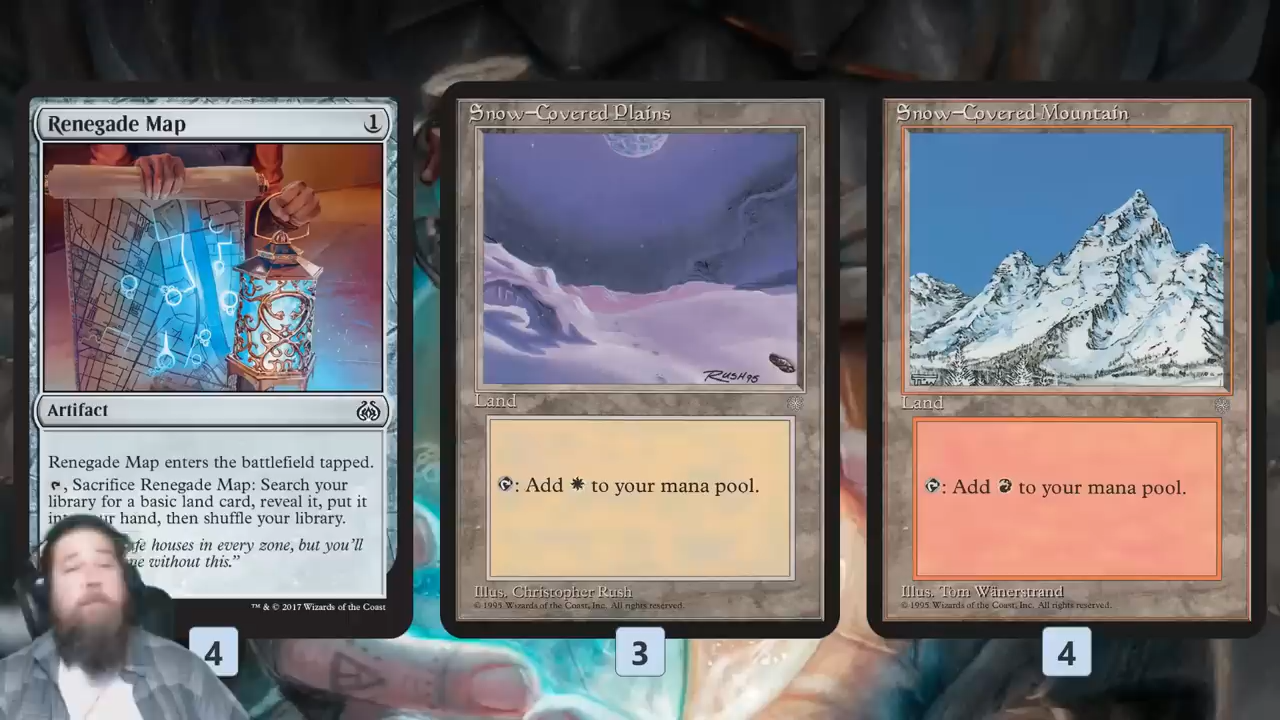 Renegade Map 1
Artifact
Renegade Map enters the battlefield tapped.
, Sacrifice Renegade Map: Search your
library for a basic land card, reveal it, put it
hand, then shuffle your library.
houses in every zone, but you'll
without this."
™ & © 2017 Wizards of the Coast
4
Snow-Covered Plains
RUSH 95
Land
: Add to your mana pool.
Illus. Christopher Rush
© 1995 Wizards of the Coast, Inc. All rights reserved.
3
Snow-Covered Mountain
Land
: Add to your mana pool.
Illus. Tom Wänerstrand
© 1995 Wizards of the Coast, Inc. All rights reserved.
4